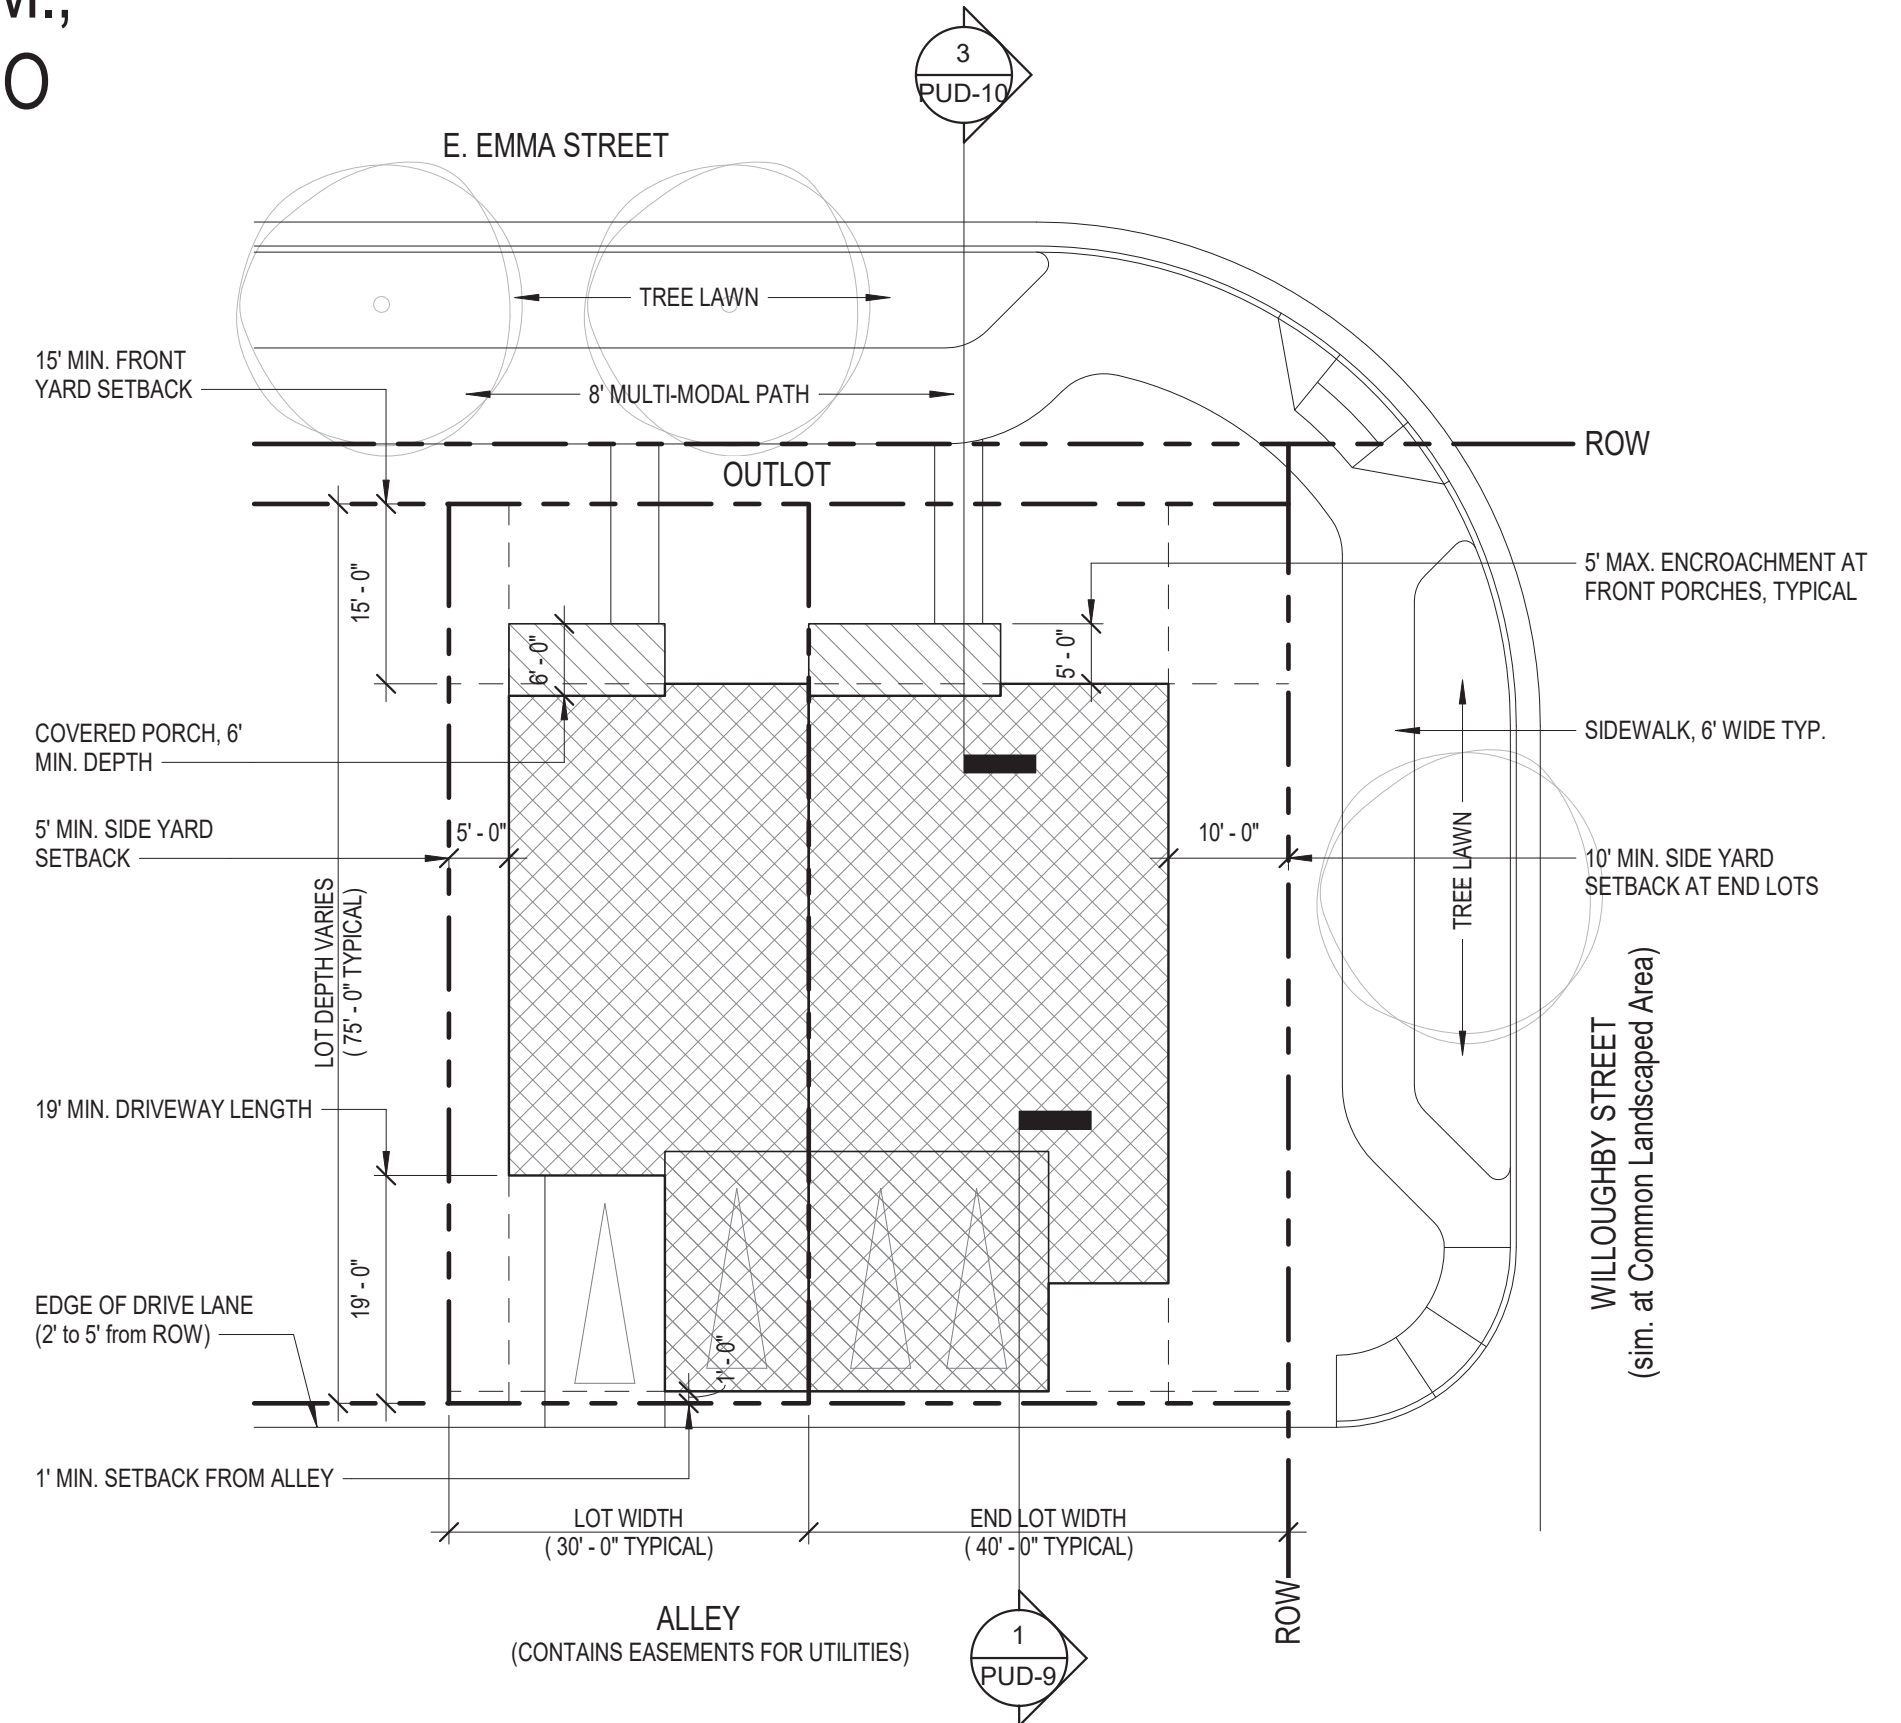 M.,
O
3
PUD-10
E. EMMA STREET
TREE LAWN
15' MIN. FRONT
YARD SETBACK
8' MULTI-MODAL PATH
ROW
OUTLOT
5' MAX. ENCROACHMENT AT
FRONT PORCHES, TYPICAL
15' - 0"
6' - 0"
5' - 0"
COVERED PORCH, 6'
MIN. DEPTH
SIDEWALK, 6' WIDE TYP.
5' MIN. SIDE YARD
SETBACK
5' - 0"
10' - 0"
10' MIN. SIDE YARD
SETBACK AT END LOTS
TREE LAWN
LOT DEPTH VARIES
( 75' - 0" TYPICAL)
WILLOUGHBY STREET
(sim. at Common Landscaped Area)
19' MIN. DRIVEWAY LENGTH
19' - 0"
EDGE OF DRIVE LANE
(2' to 5' from ROW)
1' - 0"
1' MIN. SETBACK FROM ALLEY
LOT WIDTH
( 30' - 0" TYPICAL)
END LOT WIDTH
( 40' - 0" TYPICAL)
ROW
ALLEY
(CONTAINS EASEMENTS FOR UTILITIES)
1
PUD-9